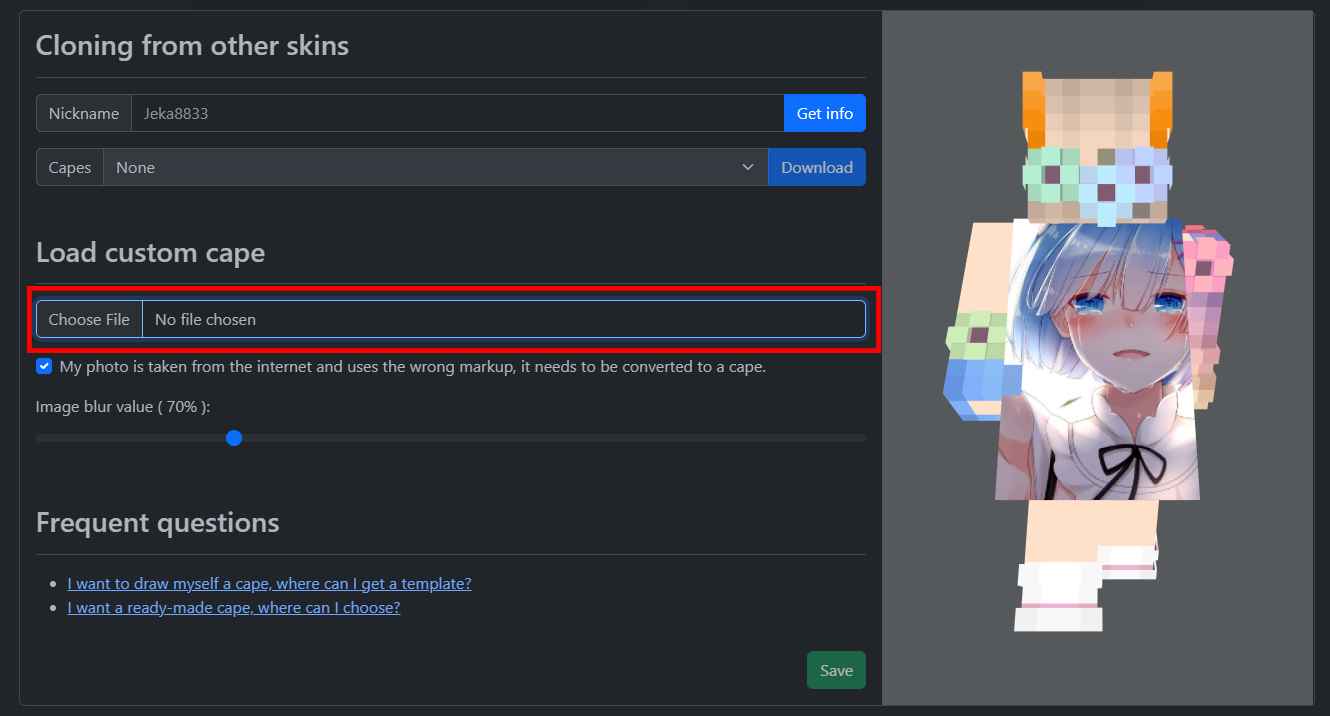 Cloning from other skins
Nickname Jeka8833 Get info
Capes None Download
Load custom cape
Choose File No file chosen
My photo is taken from the internet and uses the wrong markup, it needs to be converted to a cape.
Image blur value ( 70% ):
Frequent questions
I want to draw myself a cape, where can I get a template?
I want a ready-made cape, where can I choose?
Save